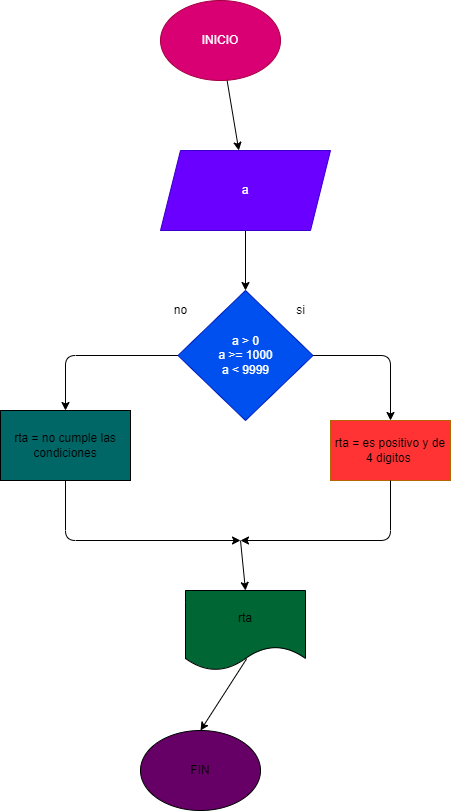 INICIO
a
no
si
a > 0
a >= 1000
a < 9999
rta = no cumple las
condiciones
rta = es positivo y de
4 digitos
rta
FIN